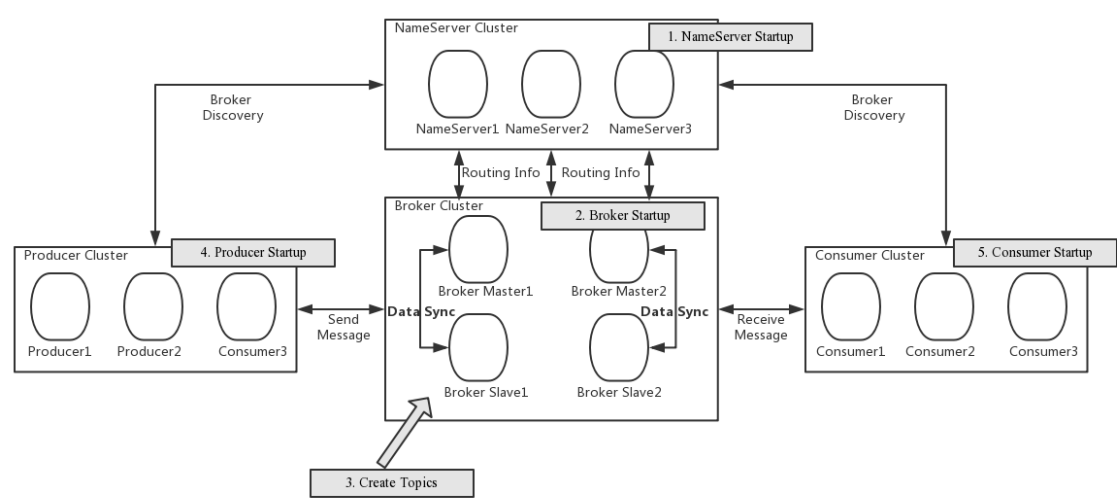 NameServer Cluster
1. NameServer Startup
NameServer1
NameServer2
NameServer3
Broker
Discovery
Broker
Discovery
Routing Info
Routing Info
Broker Cluster
2. Broker Startup
Producer Cluster
4. Producer Startup
Consumer Cluster
5. Consumer Startup
Broker Master1
Broker Master2
Data Sync
Data Sync
Send
Message
Receive
Message
Producer1
Producer2
Consumer3
Consumer1
Consumer2
Consumer3
Broker Slave1
Broker Slave2
3. Create Topics